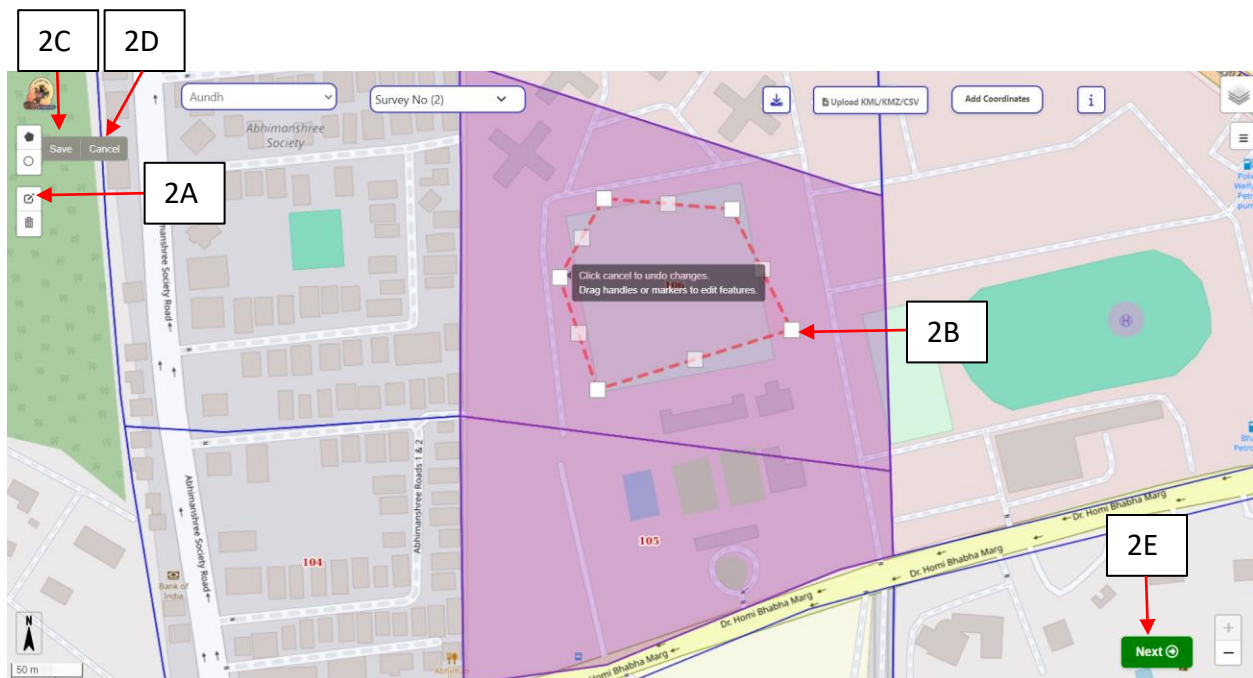 2C
2D
Aundh
Survey No (2)
Upload KML/KMZ/CSV
Add Coordinates
i
Abhimanshree
Society
Save
Cancel
2A
Click cancel to undo changes.
Drag handles or markers to edit features.
106
2B
H
Abhimanshree Society Road
Abhimanshree Society Road
Abhimanshree Roads 1 & 2
104
105
Bank of
India
Dr. Homi Bhabha Marg
Dr. Homi Bhabha Marg
Dr. Homi Bhabha Marg
Homi Bhabha Marg
2E
Next
N
50 m
+
−